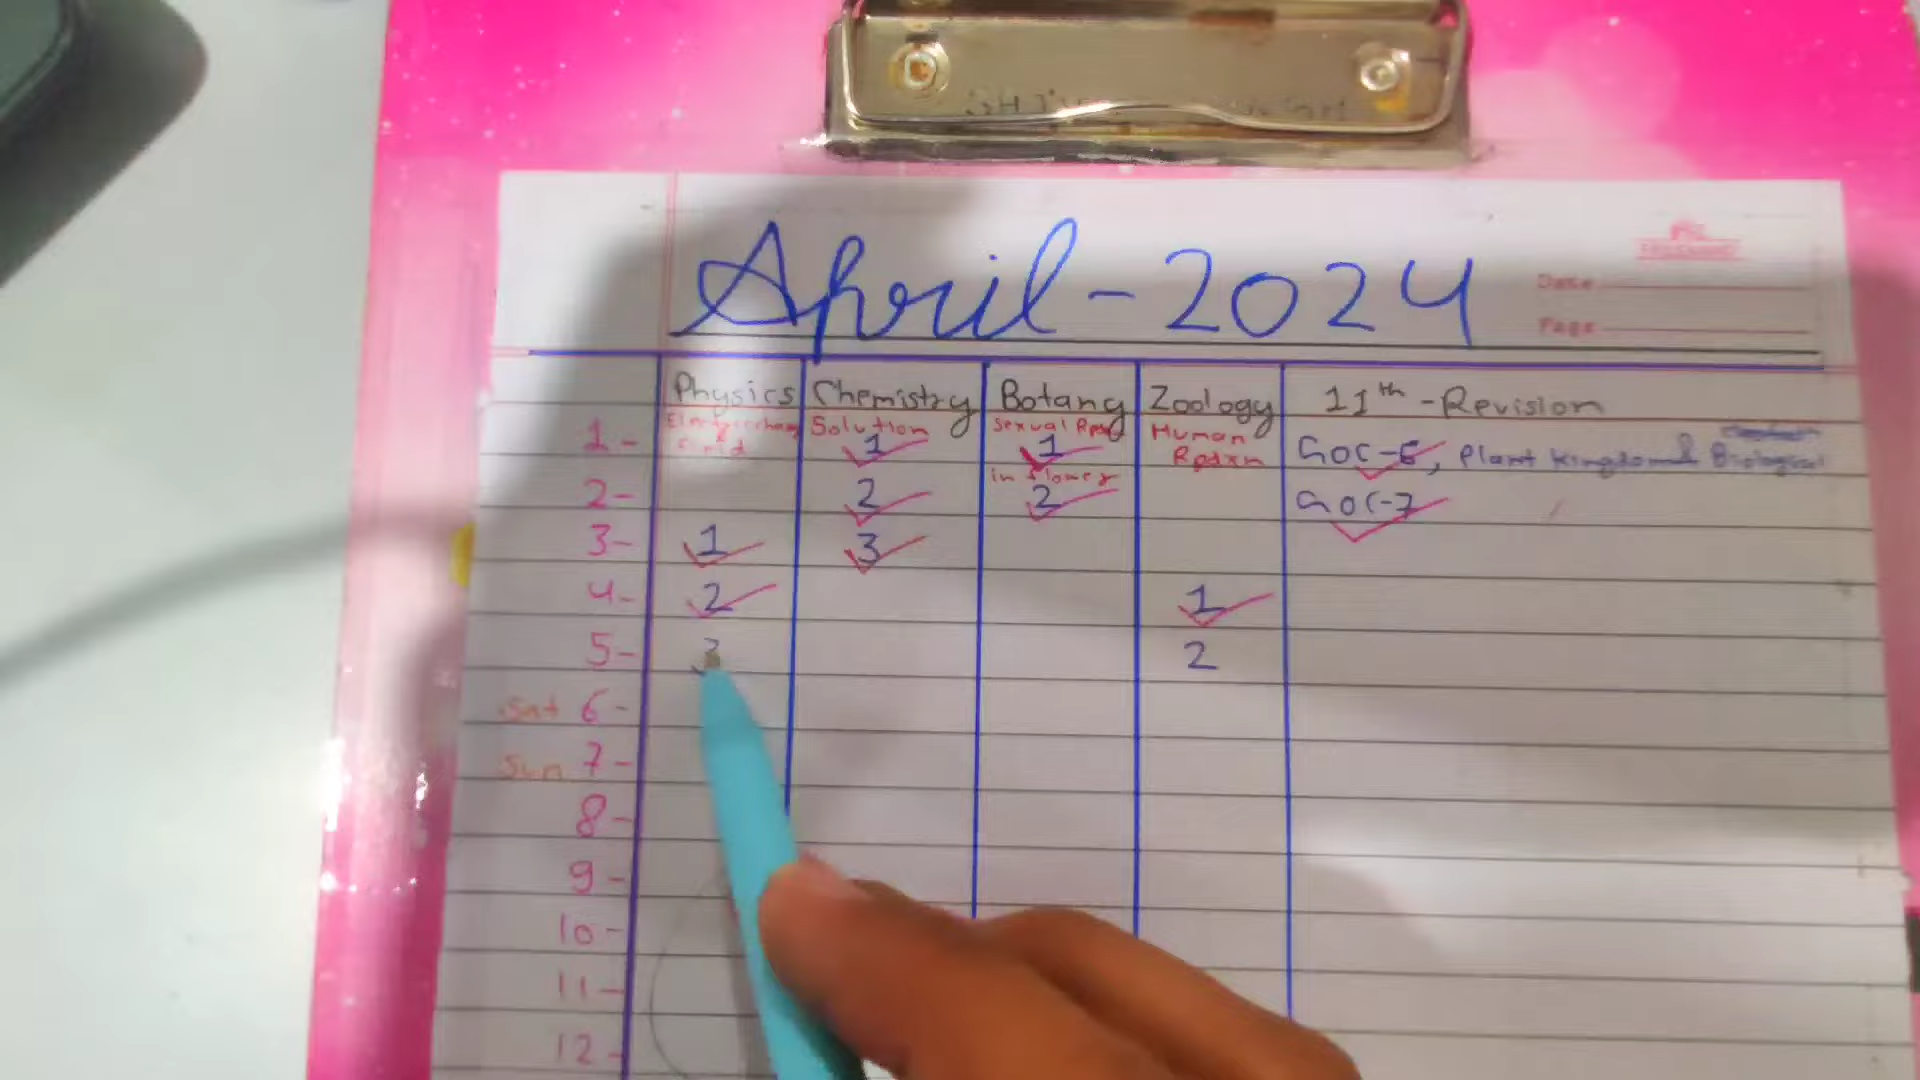 April-2024
Date
Page
Physics Chemistry Botany Zoology 11th-Revision
1- Solution 1 Sexual 1 Human Rpdxn GOC-6, Plant Kingdom & Biological
in flower
2- 2 2 GOC-7
3- 1 3
4- 2 1
5- 3 2
Sat 6-
Sun 7-
8-
9-
10-
11-
12-